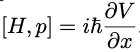 [H, p] = iℏ ∂V/∂x